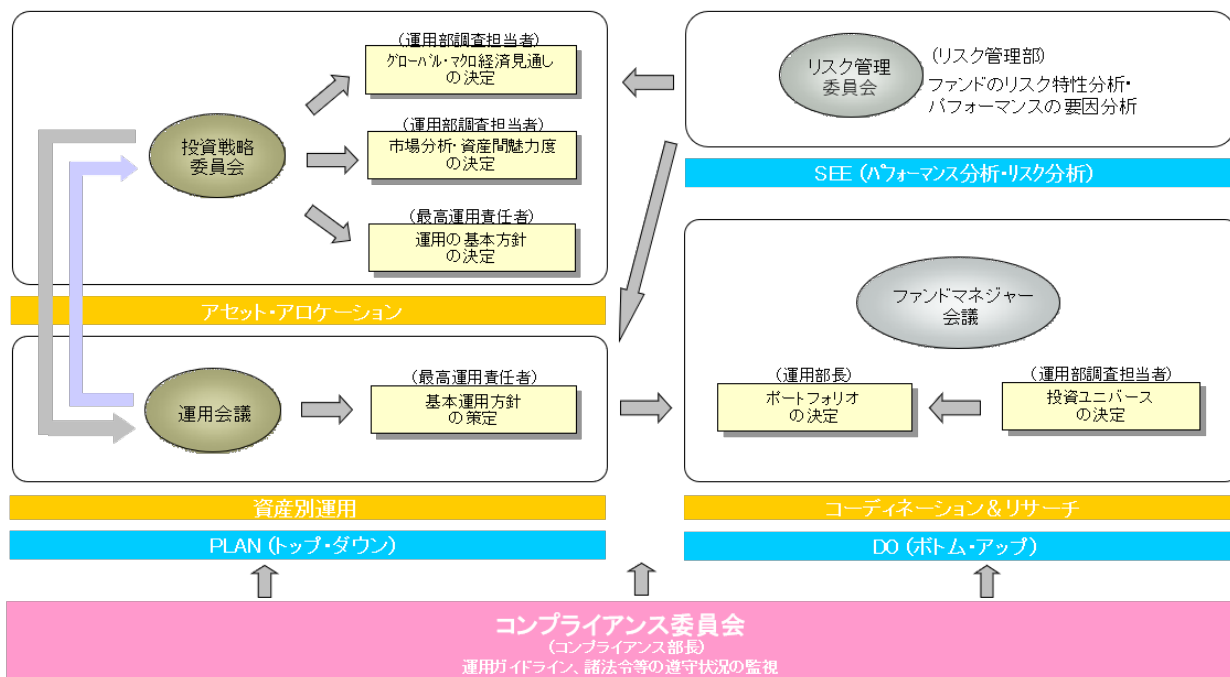 (運用部調査担当者)
グローバル・マクロ経済見通し
の決定
投資戦略
委員会
(運用部調査担当者)
市場分析・資産間魅力度
の決定
(最高運用責任者)
運用の基本方針
の決定
アセット・アロケーション
リスク管理
委員会
(リスク管理部)
ファンドのリスク特性分析・
パフォーマンスの要因分析
SEE (パフォーマンス分析・リスク分析)
運用会議
(最高運用責任者)
基本運用方針
の策定
資産別運用
PLAN (トップ・ダウン)
ファンドマネジャー
会議
(運用部長)
ポートフォリオ
の決定
(運用部調査担当者)
投資ユニバース
の決定
コーディネーション＆リサーチ
DO (ボトム・アップ)
コンプライアンス委員会
(コンプライアンス部長)
運用ガイドライン、諸法令等の遵守状況の監視